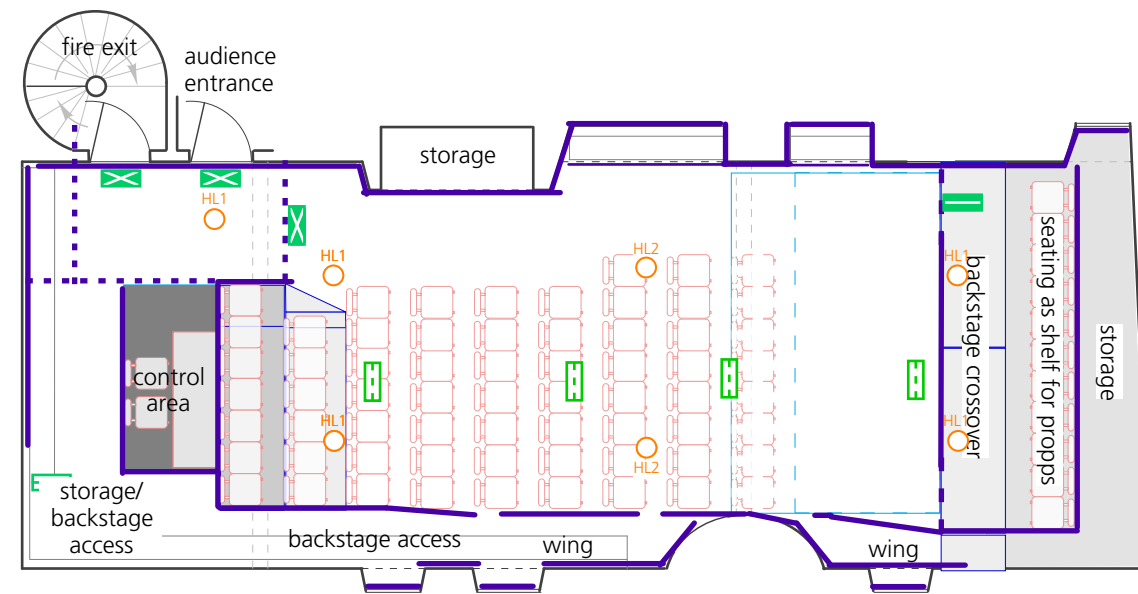 fire exit
audience
entrance
storage
HL1
HL1
HL2
HL1
control
area
HL1
HL2
HL1
backstage crossover
seating as shelf for propps
storage
E
storage/
backstage
access
backstage access
wing
wing